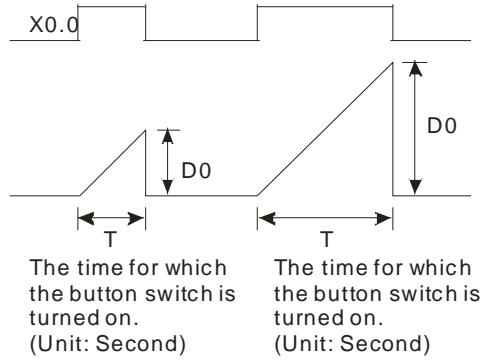 X0.0
D0
D0
T
T
The time for which
the button switch is
turned on.
(Unit: Second)
The time for which
the button switch is
turned on.
(Unit: Second)